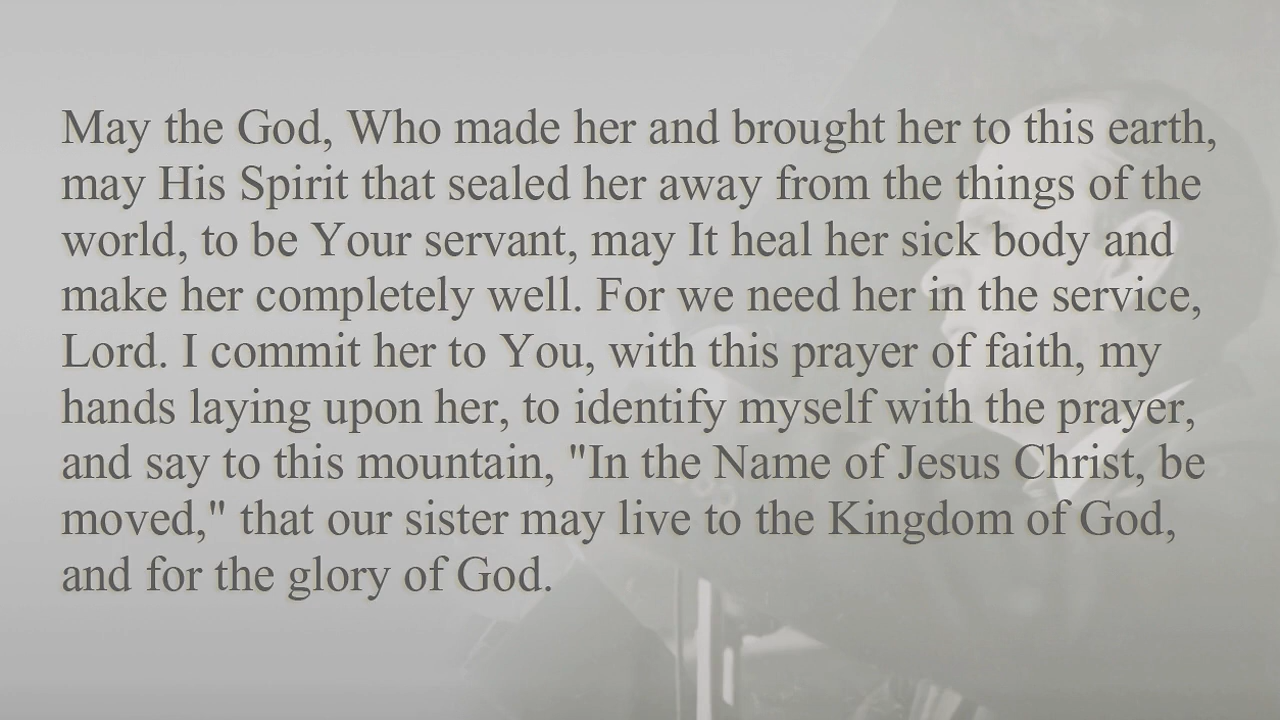 May the God, Who made her and brought her to this earth,
may His Spirit that sealed her away from the things of the
world, to be Your servant, may It heal her sick body and
make her completely well. For we need her in the service,
Lord. I commit her to You, with this prayer of faith, my
hands laying upon her, to identify myself with the prayer,
and say to this mountain, "In the Name of Jesus Christ, be
moved," that our sister may live to the Kingdom of God,
and for the glory of God.